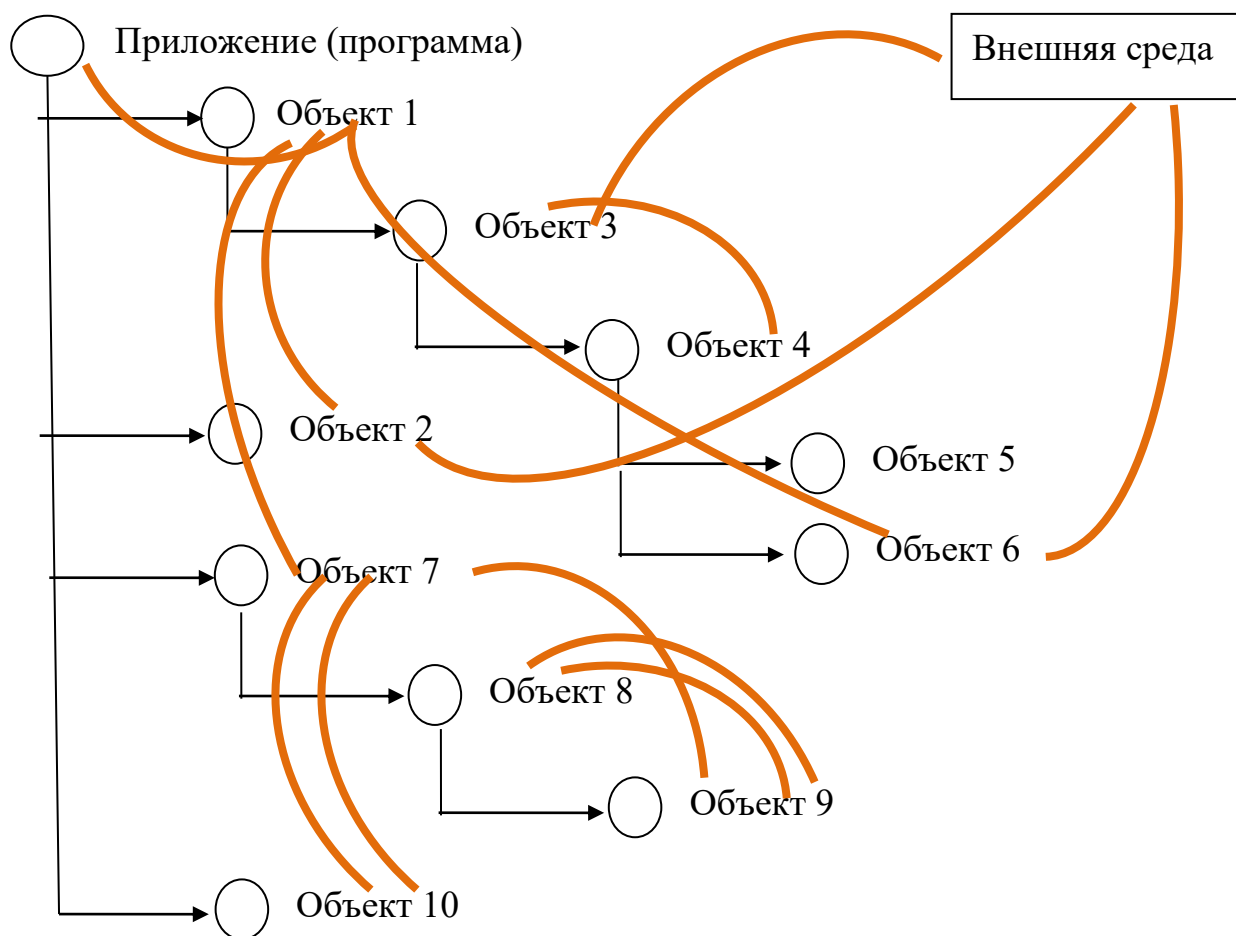 Приложение (программа)
Внешняя среда
Объект 1
Объект 3
Объект 4
Объект 2
Объект 5
Объект 6
Объект 7
Объект 8
Объект 9
Объект 10